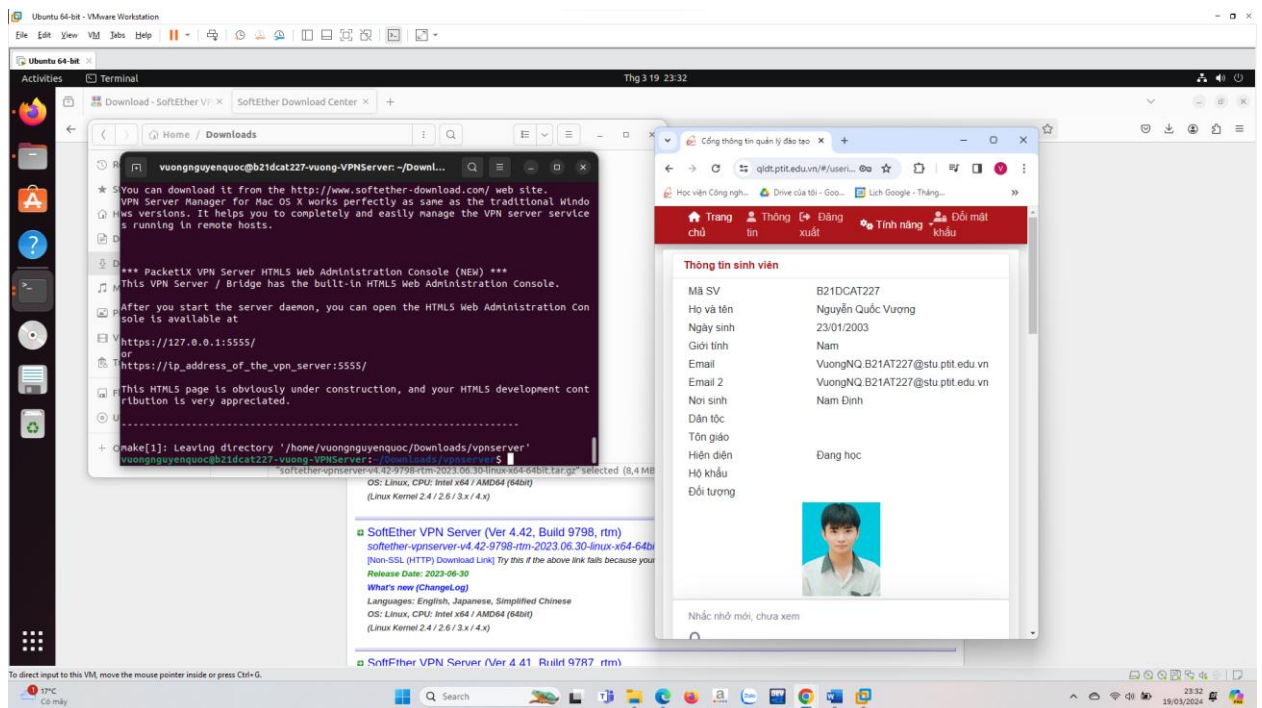 Ubuntu 64-bit - VMware Workstation
File Edit View VM Tabs Help
Ubuntu 64-bit
Activities Terminal Thg 3 19 23:32
Download - SoftEther VP SoftEther Download Center
Home / Downloads
vuongnguyenquoc@b21dcat227-vuong-VPNServer: ~/Downl...
You can download it from the http://www.softether-download.com/ web site.
VPN Server Manager for Mac OS X works perfectly as same as the traditional Windo
ws versions. It helps you to completely and easily manage the VPN server service
s running in remote hosts.
*** PacketiX VPN Server HTML5 Web Administration Console (NEW) ***
This VPN Server / Bridge has the built-in HTML5 Web Administration Console.
After you start the server daemon, you can open the HTML5 Web Administration Con
sole is available at
https://127.0.0.1:5555/
or
https://ip_address_of_the_vpn_server:5555/
This HTML5 page is obviously under construction, and your HTML5 development cont
ribution is very appreciated.
--------------------------------------------------------------------
make[1]: Leaving directory '/home/vuongnguyenquoc/Downloads/vpnserver'
vuongnguyenquoc@b21dcat227-vuong-VPNServer:~/Downloads/vpnserver$
"softether-vpnserver-v4.42-9798-rtm-2023.06.30-linux-x64-64bit.tar.gz" selected (8,4 MB
OS: Linux, CPU: Intel x64 / AMD64 (64bit)
(Linux Kernel 2.4 / 2.6 / 3.x / 4.x)
SoftEther VPN Server (Ver 4.42, Build 9798, rtm)
softether-vpnserver-v4.42-9798-rtm-2023.06.30-linux-x64-64bi
[Non-SSL (HTTP) Download Link] Try this if the above link fails because your
Release Date: 2023-06-30
What's new (ChangeLog)
Languages: English, Japanese, Simplified Chinese
OS: Linux, CPU: Intel x64 / AMD64 (64bit)
(Linux Kernel 2.4 / 2.6 / 3.x / 4.x)
SoftEther VPN Server (Ver 4.41, Build 9787, rtm)
Cổng thông tin quản lý đào tạo
qldt.ptit.edu.vn/#/useri...
Học viện Công ngh... Drive của tôi - Goo... Lịch Google - Tháng...
Trang chủ
Thông tin
Đăng xuất
Tính năng
Đổi mật khẩu
Thông tin sinh viên
Mã SV B21DCAT227
Họ và tên Nguyễn Quốc Vượng
Ngày sinh 23/01/2003
Giới tính Nam
Email VuongNQ.B21AT227@stu.ptit.edu.vn
Email 2 VuongNQ.B21AT227@stu.ptit.edu.vn
Nơi sinh Nam Định
Dân tộc
Tôn giáo
Hiện diện Đang học
Hộ khẩu
Đối tượng
Nhắc nhở mới, chưa xem
To direct input to this VM, move the mouse pointer inside or press Ctrl+G.
17°C
Có mây
Search
23:32
19/03/2024